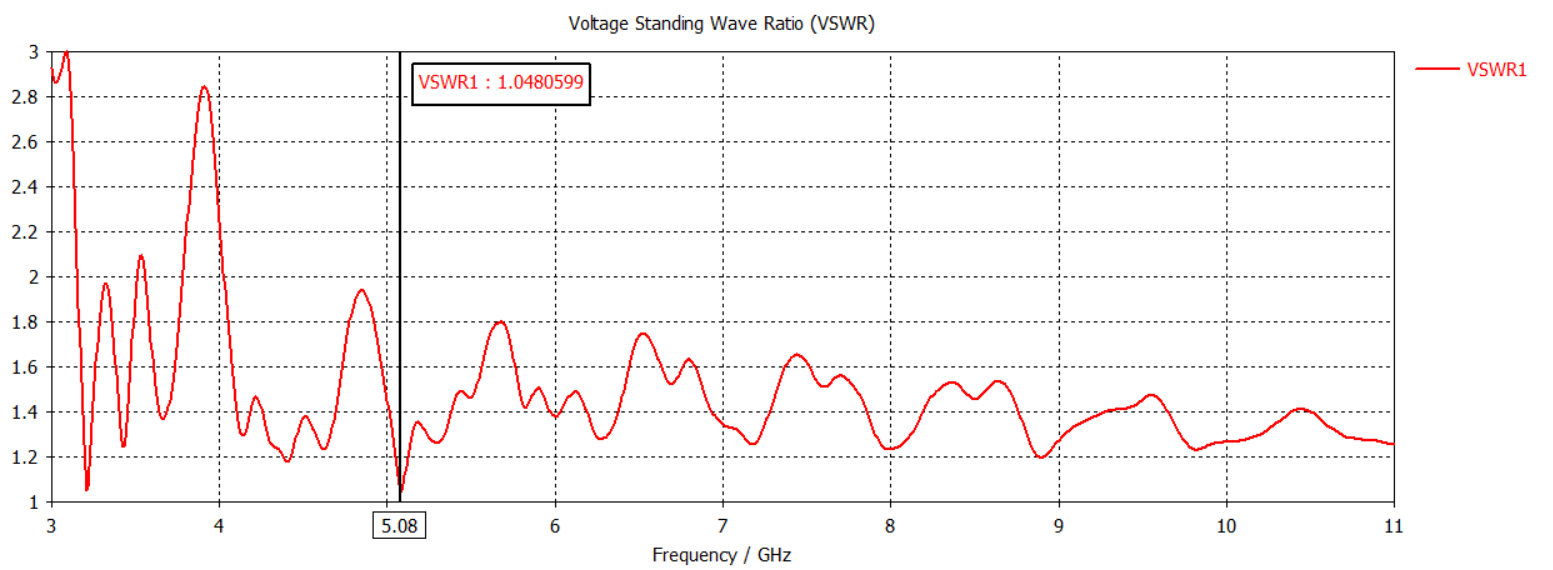 Voltage Standing Wave Ratio (VSWR)
3
2.8
2.6
2.4
2.2
2
1.8
1.6
1.4
1.2
1
VSWR1 : 1.0480599
VSWR1
3 4 5.08 6 7 8 9 10 11
Frequency / GHz